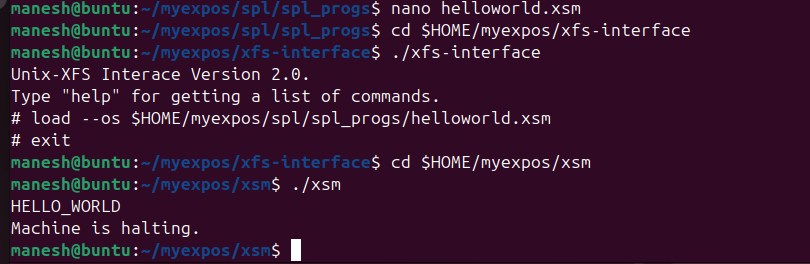 manesh@buntu:~/myexpos/spl/spl_progs$ nano helloworld.xsm
manesh@buntu:~/myexpos/spl/spl_progs$ cd $HOME/myexpos/xfs-interface
manesh@buntu:~/myexpos/xfs-interface$ ./xfs-interface
Unix-XFS Interace Version 2.0.
Type "help" for getting a list of commands.
# load --os $HOME/myexpos/spl/spl_progs/helloworld.xsm
# exit
manesh@buntu:~/myexpos/xfs-interface$ cd $HOME/myexpos/xsm
manesh@buntu:~/myexpos/xsm$ ./xsm
HELLO_WORLD
Machine is halting.
manesh@buntu:~/myexpos/xsm$